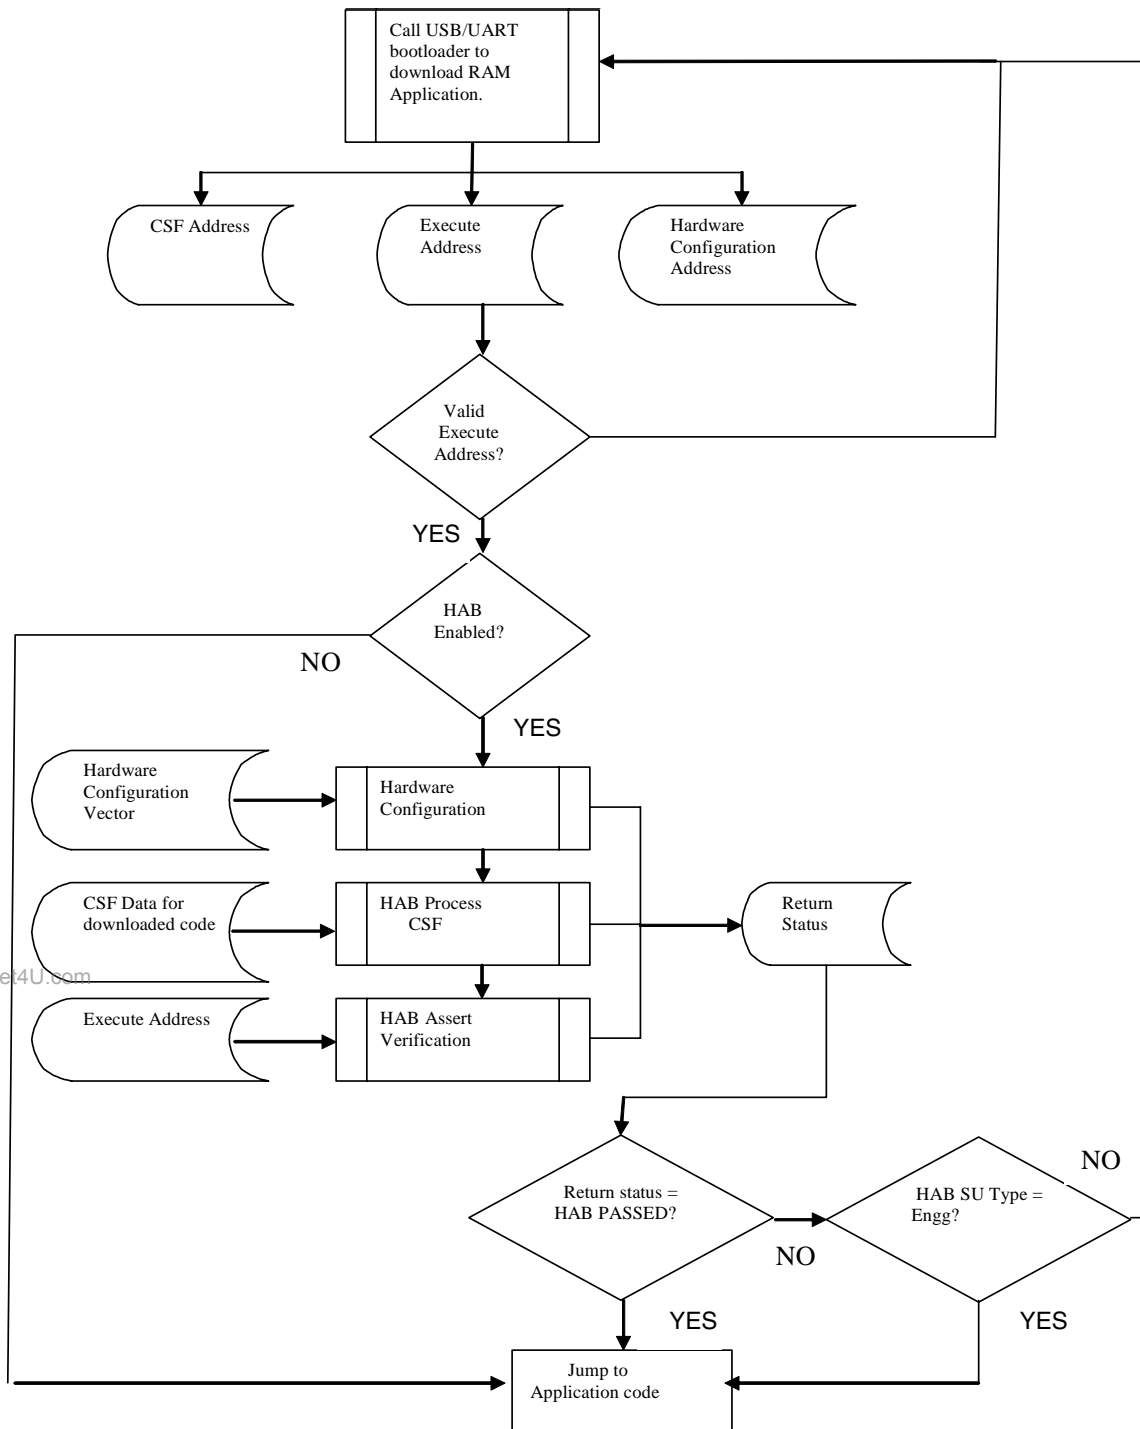 Call USB/UART
bootloader to
download RAM
Application.
CSF Address
Execute
Address
Hardware
Configuration
Address
Valid
Execute
Address?
YES
HAB
Enabled?
NO
YES
Hardware
Configuration
Vector
Hardware
Configuration
CSF Data for
downloaded code
HAB Process
CSF
Return
Status
et4U.com
Execute Address
HAB Assert
Verification
Return status =
HAB PASSED?
NO
HAB SU Type =
Engg?
NO
YES
YES
Jump to
Application code